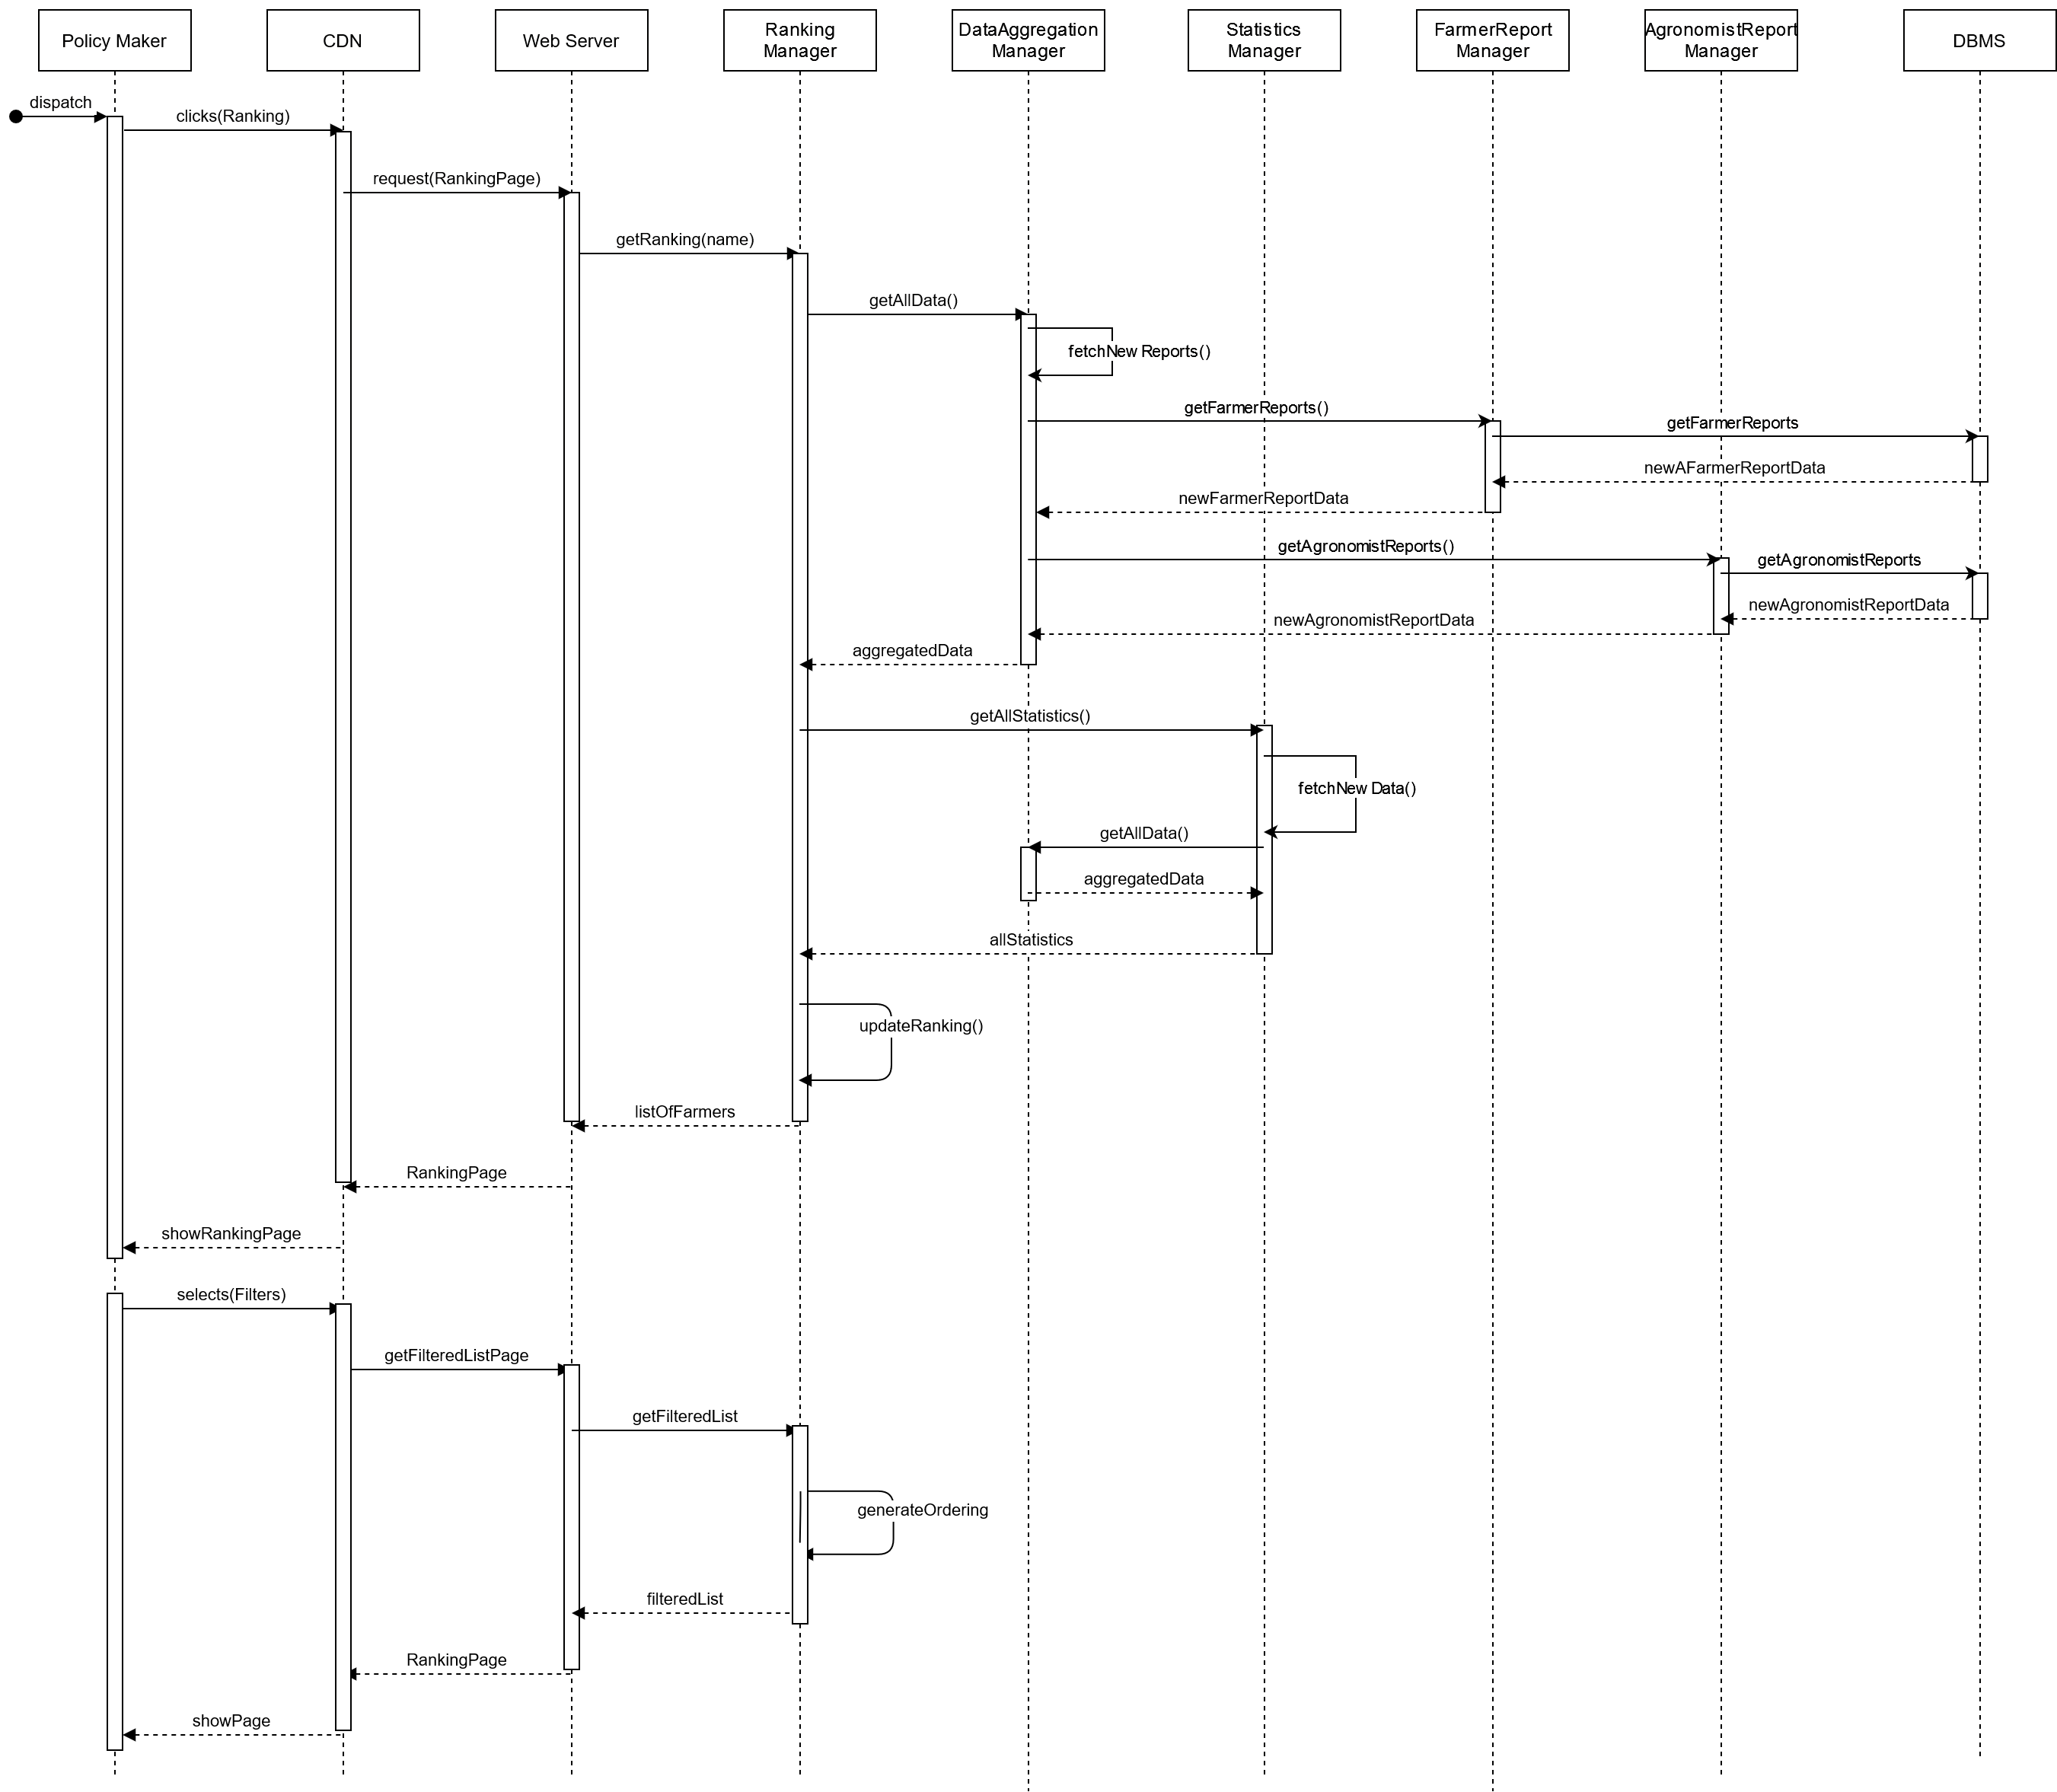 Policy Maker
CDN
Web Server
Ranking
Manager
DataAggregation
Manager
Statistics
Manager
FarmerReport
Manager
AgronomistReport
Manager
DBMS
dispatch
clicks(Ranking)
request(RankingPage)
getRanking(name)
getAllData()
fetchNew Reports()
getFarmerReports()
getFarmerReports
newAFarmerReportData
newFarmerReportData
getAgronomistReports()
getAgronomistReports
newAgronomistReportData
newAgronomistReportData
aggregatedData
getAllStatistics()
fetchNew Data()
getAllData()
aggregatedData
allStatistics
updateRanking()
listOfFarmers
RankingPage
showRankingPage
selects(Filters)
getFilteredListPage
getFilteredList
generateOrdering
filteredList
RankingPage
showPage